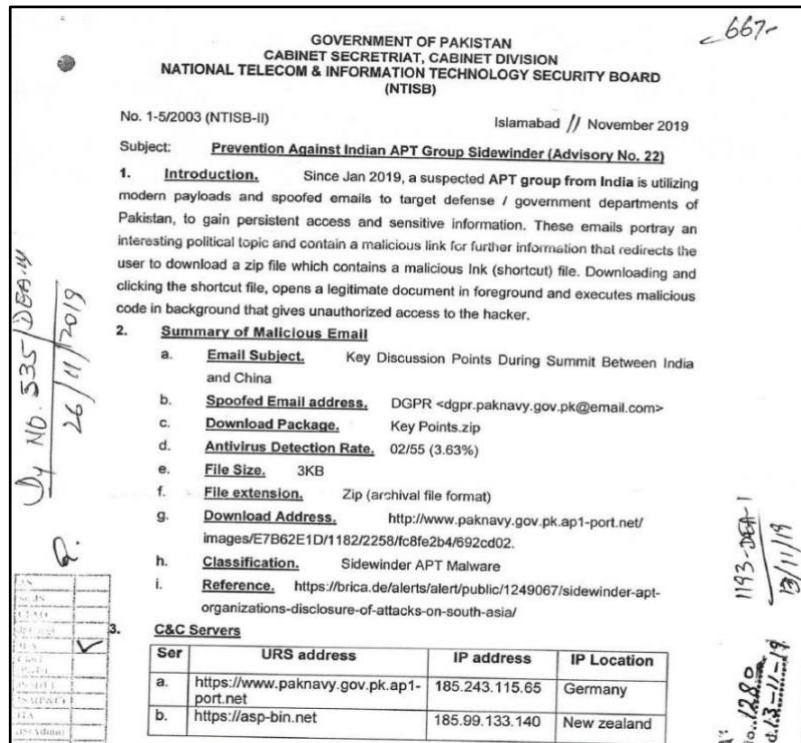 667-
GOVERNMENT OF PAKISTAN
CABINET SECRETRIAT, CABINET DIVISION
NATIONAL TELECOM & INFORMATION TECHNOLOGY SECURITY BOARD
(NTISB)
No. 1-5/2003 (NTISB-II)
Islamabad 11 November 2019
Subject: Prevention Against Indian APT Group Sidewinder (Advisory No. 22)
1. Introduction. Since Jan 2019, a suspected APT group from India is utilizing
modern payloads and spoofed emails to target defense / government departments of
Pakistan, to gain persistent access and sensitive information. These emails portray an
interesting political topic and contain a malicious link for further information that redirects the
user to download a zip file which contains a malicious lnk (shortcut) file. Downloading and
clicking the shortcut file, opens a legitimate document in foreground and executes malicious
code in background that gives unauthorized access to the hacker.
2. Summary of Malicious Email
a. Email Subject. Key Discussion Points During Summit Between India
and China
b. Spoofed Email address. DGPR <dgpr.paknavy.gov.pk@email.com>
c. Download Package. Key Points.zip
d. Antivirus Detection Rate. 02/55 (3.63%)
e. File Size. 3KB
f. File extension. Zip (archival file format)
g. Download Address. http://www.paknavy.gov.pk.ap1-port.net/
images/E7B62E1D/1182/2258/fc8fe2b4/692cd02.
h. Classification. Sidewinder APT Malware
i. Reference. https://brica.de/alerts/alert/public/1249067/sidewinder-apt-
organizations-disclosure-of-attacks-on-south-asia/
3. C&C Servers
Ser URS address IP address IP Location
a. https://www.paknavy.gov.pk.ap1-
port.net 185.243.115.65 Germany
b. https://asp-bin.net 185.99.133.140 New zealand
Dy NO. 535/DEA-IV
26/11/2019
1193-DEA-1
13/11/19
No. 1280
d. 13-11-19